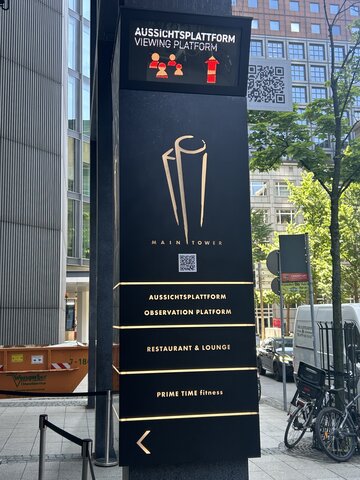 AUSSICHTSPLATTFORM
VIEWING PLATFORM
MAIN TOWER
AUSSICHTSPLATTFORM
OBSERVATION PLATFORM
RESTAURANT & LOUNGE
PRIME TIME fitness